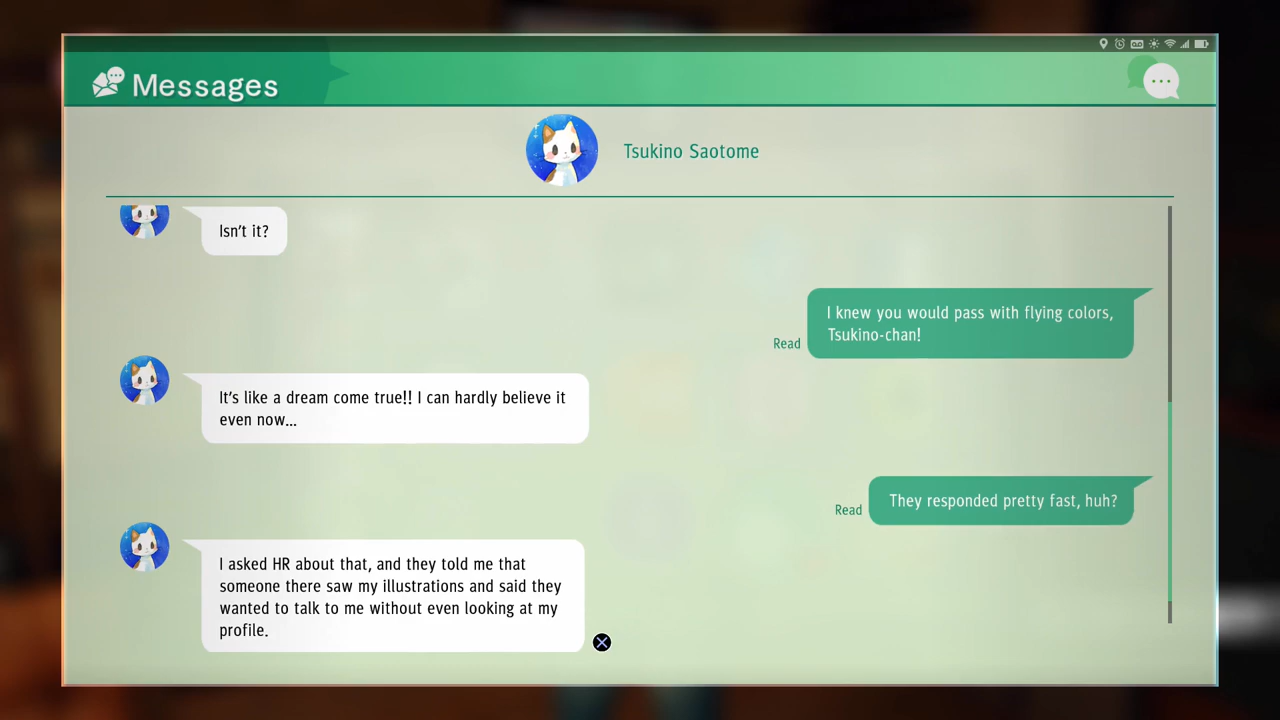 Messages
Tsukino Saotome
Isn't it?
I knew you would pass with flying colors,
Tsukino-chan!
Read
It's like a dream come true!! I can hardly believe it
even now...
They responded pretty fast, huh?
Read
I asked HR about that, and they told me that
someone there saw my illustrations and said they
wanted to talk to me without even looking at my
profile.